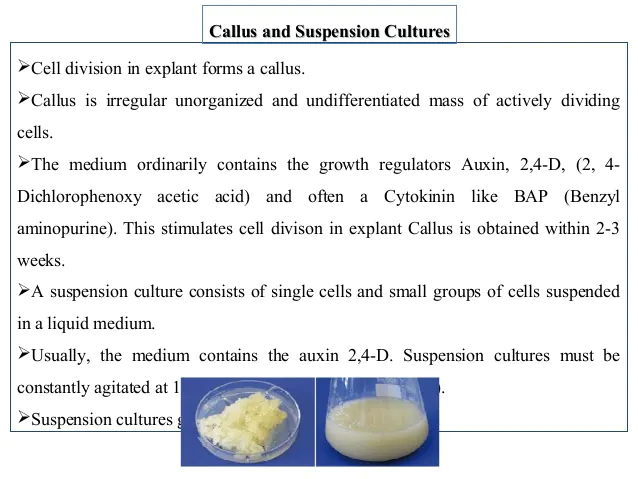 Callus and Suspension Cultures
➢Cell division in explant forms a callus.
➢Callus is irregular unorganized and undifferentiated mass of actively dividing
cells.
➢The medium ordinarily contains the growth regulators Auxin, 2,4-D, (2, 4-
Dichlorophenoxy acetic acid) and often a Cytokinin like BAP (Benzyl
aminopurine). This stimulates cell divison in explant Callus is obtained within 2-3
weeks.
➢A suspension culture consists of single cells and small groups of cells suspended
in a liquid medium.
➢Usually, the medium contains the auxin 2,4-D. Suspension cultures must be
constantly agitated at 1 ).
➢Suspension cultures g